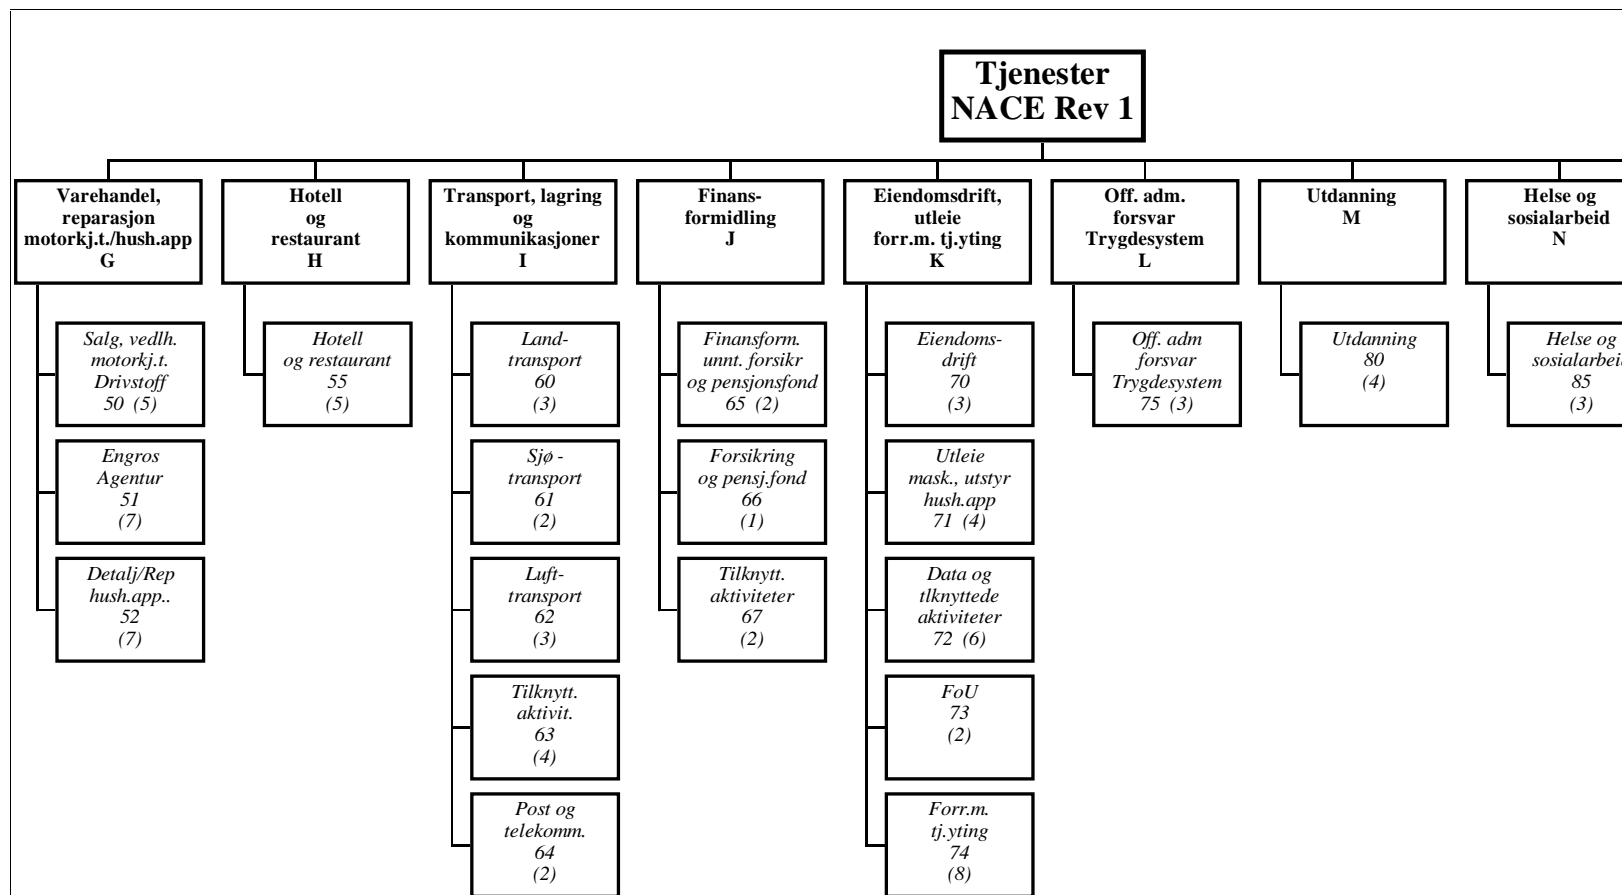 Tjenester
NACE Rev 1
Varehandel,
reparasjon
motorkj.t./hush.app
G
Hotell
og
restaurant
H
Transport, lagring
og
kommunikasjoner
I
Finans-
formidling
J
Eiendomsdrift,
utleie
forr.m. tj.yting
K
Off. adm.
forsvar
Trygdesystem
L
Utdanning
M
Helse og
sosialarbeid
N
Salg, vedlh.
motorkj.t.
Drivstoff
50 (5)
Engros
Agentur
51
(7)
Detalj/Rep
hush.app..
52
(7)
Hotell
og restaurant
55
(5)
Land-
transport
60
(3)
Sjø -
transport
61
(2)
Luft-
transport
62
(3)
Tilknytt.
aktivit.
63
(4)
Post og
telekomm.
64
(2)
Finansform.
unnt. forsikr
og pensjonsfond
65 (2)
Forsikring
og pensj.fond
66
(1)
Tilknytt.
aktiviteter
67
(2)
Eiendoms-
drift
70
(3)
Utleie
mask., utstyr
hush.app
71 (4)
Data og
tlknyttede
aktiviteter
72 (6)
FoU
73
(2)
Forr.m.
tj.yting
74
(8)
Off. adm
forsvar
Trygdesystem
75 (3)
Utdanning
80
(4)
Helse og
sosialarbeid
85
(3)